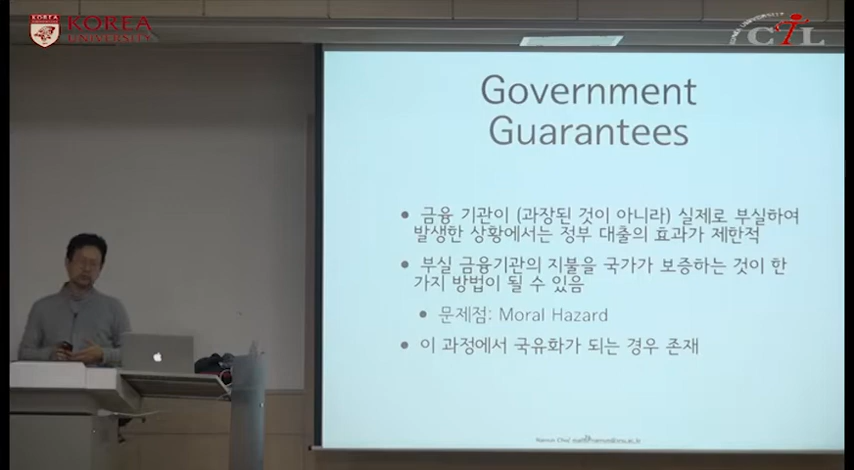 KOREA
UNIVERSITY
CTL
Government
Guarantees
• 금융 기관이 (과장된 것이 아니라) 실제로 부실하여
발생한 상황에서는 정부 대출의 효과가 제한적
• 부실 금융기관의 지불을 국가가 보증하는 것이 한
가지 방법이 될 수 있음
• 문제점: Moral Hazard
• 이 과정에서 국유화가 되는 경우 존재